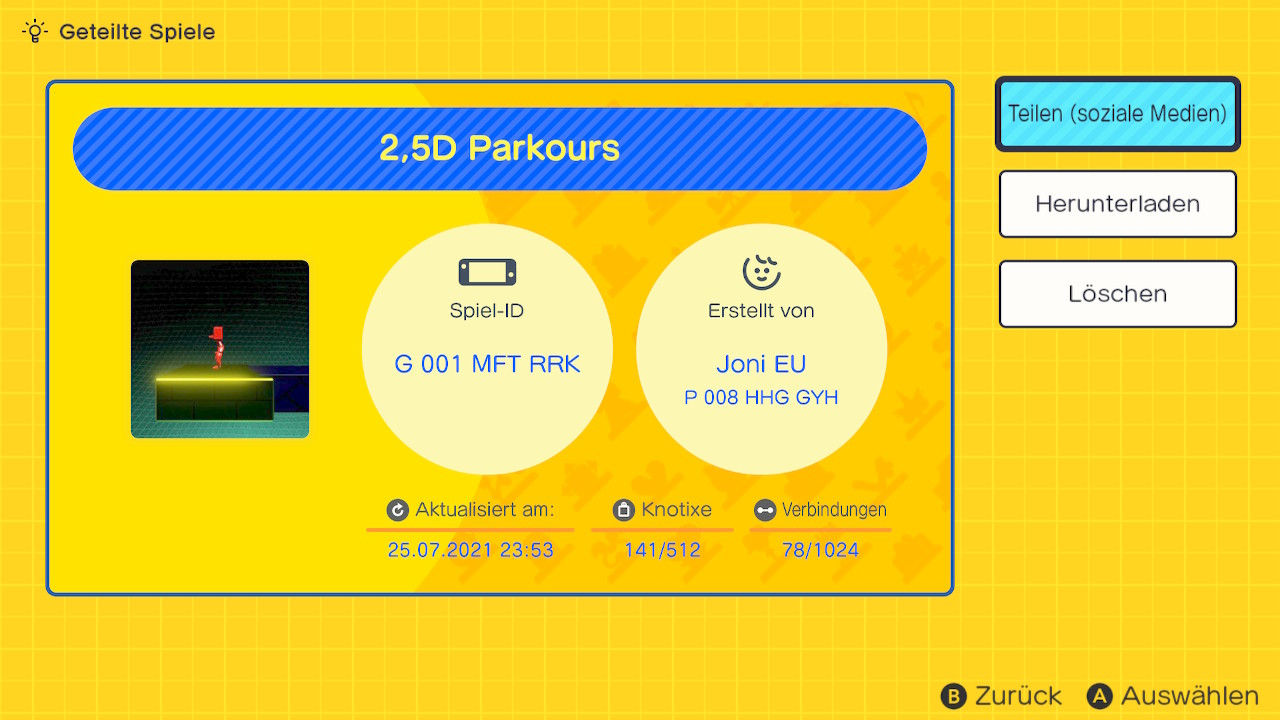 Geteilte Spiele
2,5D Parkours
Teilen (soziale Medien)
Herunterladen
Löschen
Spiel-ID
G 001 MFT RRK
Erstellt von
Joni EU
P 008 HHG GYH
Aktualisiert am:
25.07.2021 23:53
Knotixe
141/512
Verbindungen
78/1024
B Zurück
A Auswählen